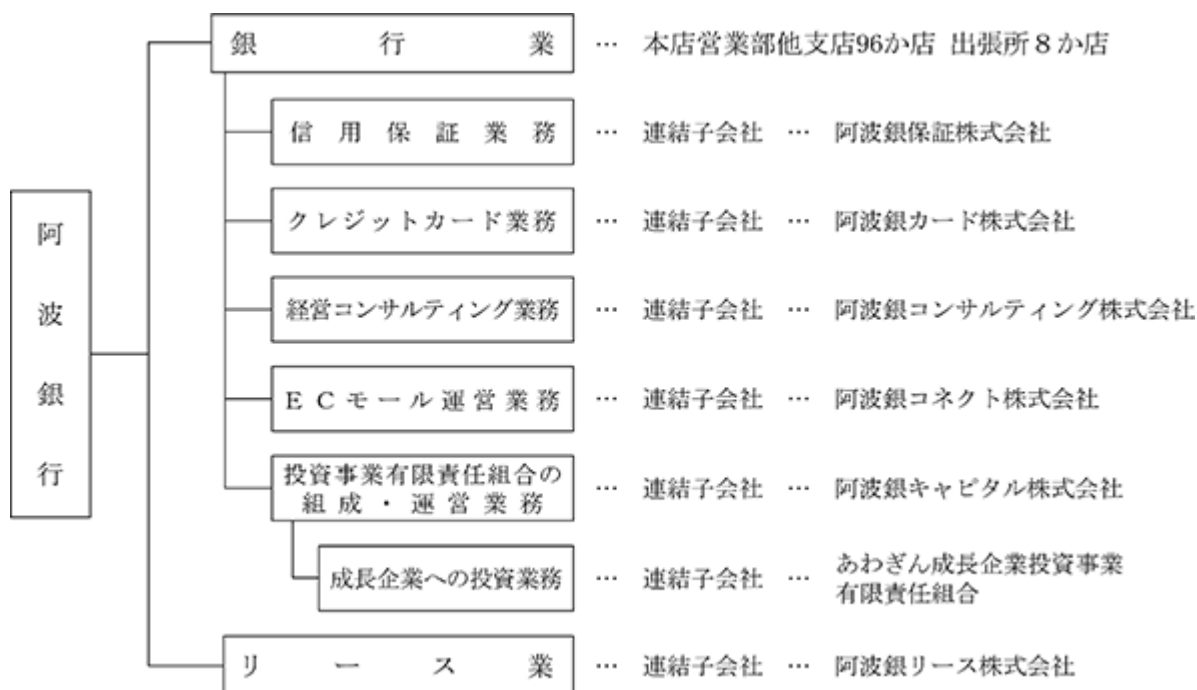 阿波銀行
銀行業 … 本店営業部他支店96か店 出張所８か店
信用保証業務 … 連結子会社 … 阿波銀保証株式会社
クレジットカード業務 … 連結子会社 … 阿波銀カード株式会社
経営コンサルティング業務 … 連結子会社 … 阿波銀コンサルティング株式会社
ＥＣモール運営業務 … 連結子会社 … 阿波銀コネクト株式会社
投資事業有限責任組合の
組成・運営業務 … 連結子会社 … 阿波銀キャピタル株式会社
成長企業への投資業務 … 連結子会社 … あわぎん成長企業投資事業
有限責任組合
リース業 … 連結子会社 … 阿波銀リース株式会社